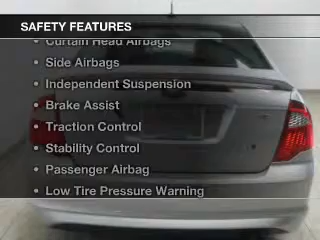 SAFETY FEATURES
• Curtain Head Airbags
• Side Airbags
• Independent Suspension
• Brake Assist
• Traction Control
• Stability Control
• Passenger Airbag
• Low Tire Pressure Warning